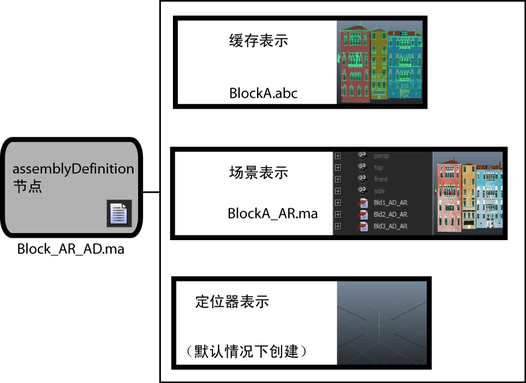 缓存表示
BlockA.abc
assemblyDefinition
节点
Block_AR_AD.ma
场景表示
BlockA_AR.ma
persp
top
front
side
Bld1_AD_AR
Bld2_AD_AR
Bld3_AD_AR
定位器表示
（默认情况下创建）